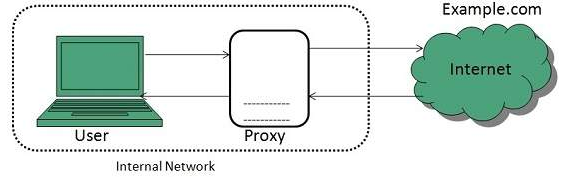 Example.com
Internet
User
Proxy
Internal Network